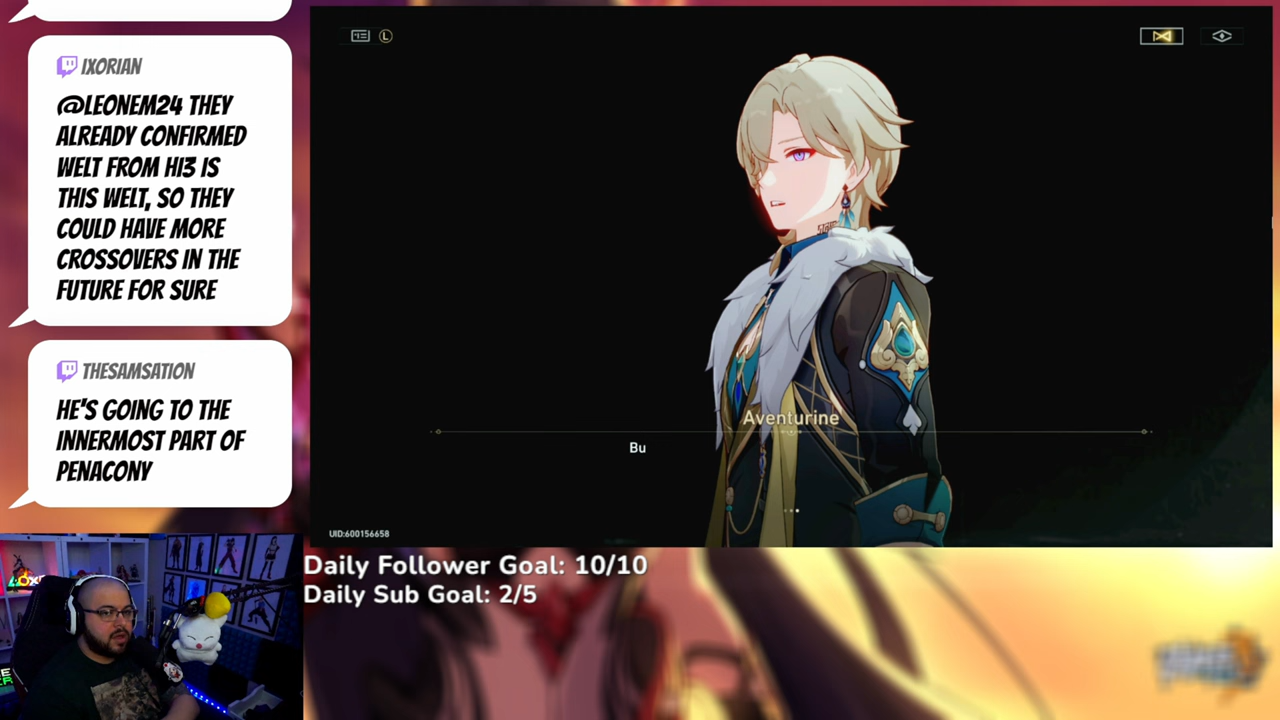 IXORIAN
@LEONEM24 THEY
ALREADY CONFIRMED
WELT FROM HI3 IS
THIS WELT, SO THEY
COULD HAVE MORE
CROSSOVERS IN THE
FUTURE FOR SURE
THESAMSATION
HE'S GOING TO THE
INNERMOST PART OF
PENACONY
L
Aventurine
Bu
UID:600156658
Daily Follower Goal: 10/10
Daily Sub Goal: 2/5